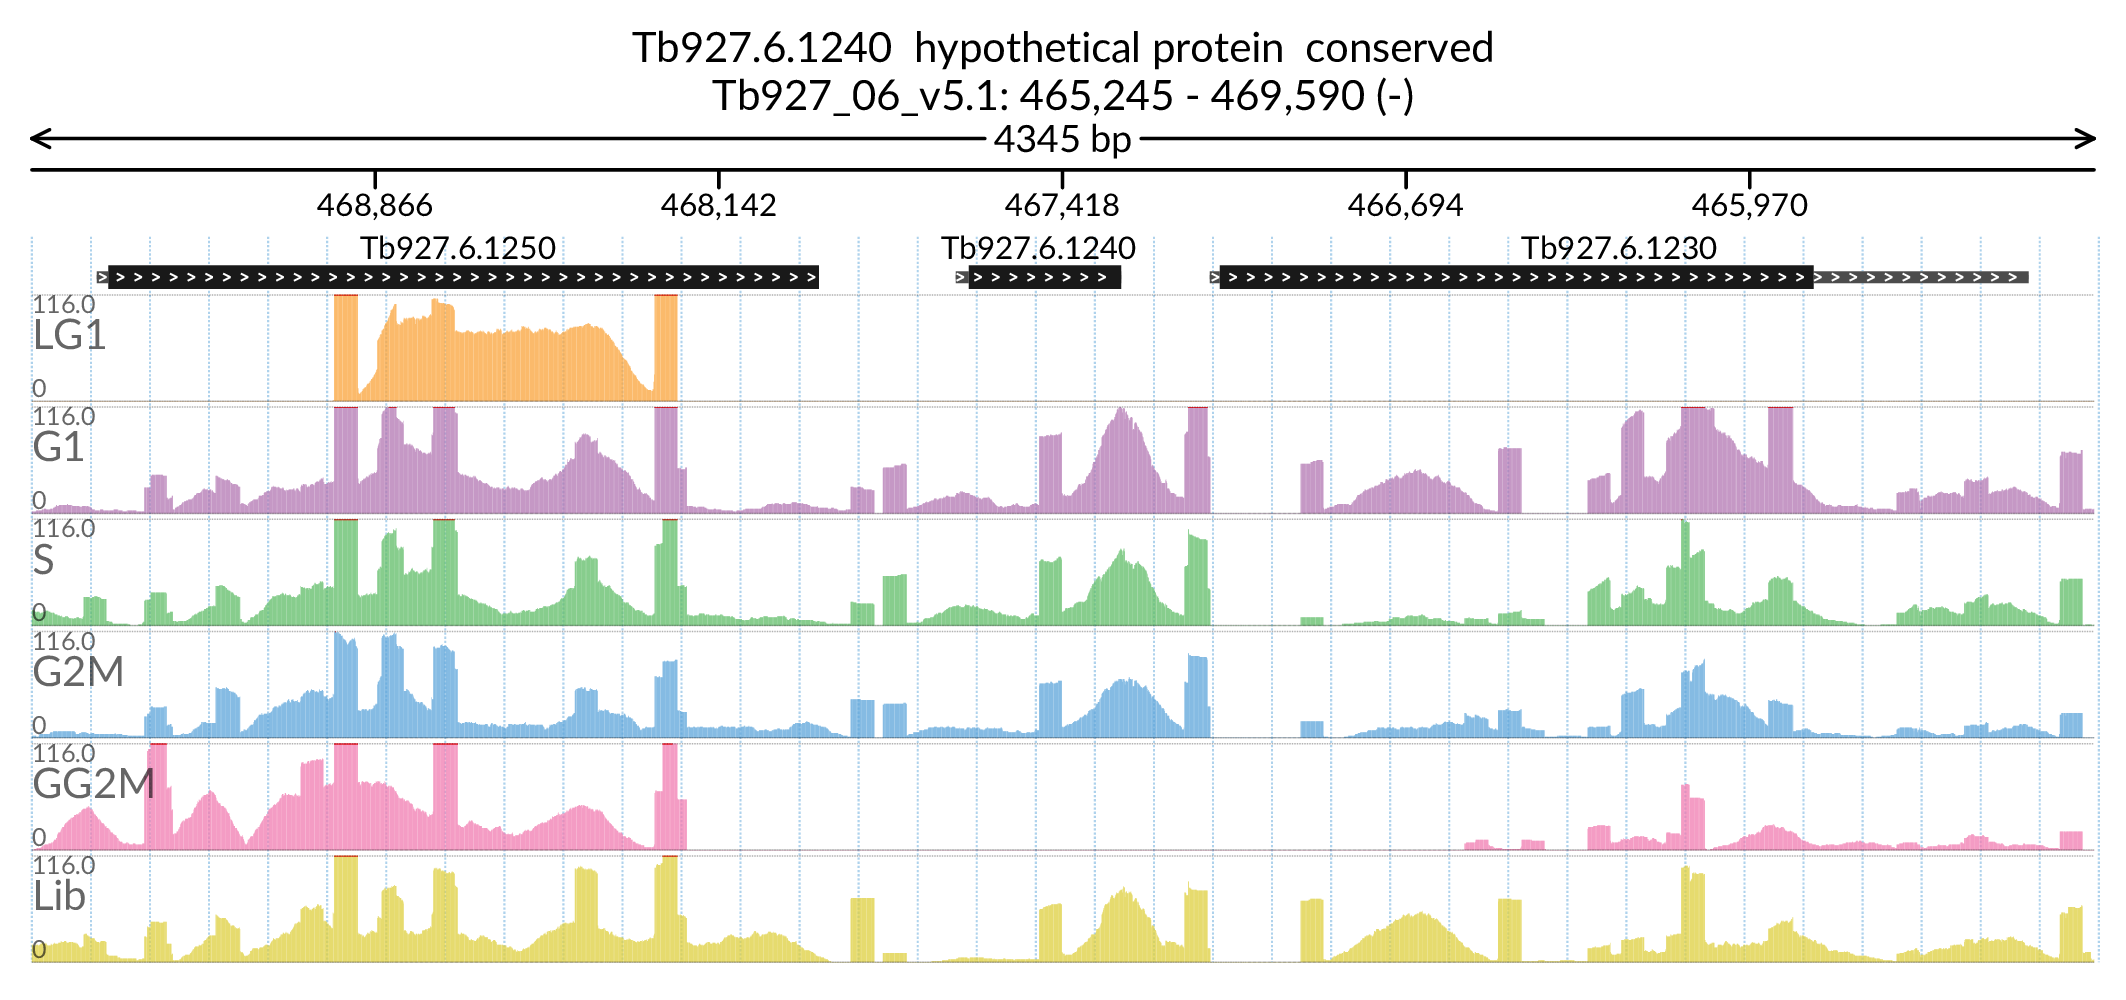 Tb927.6.1240  hypothetical protein  conserved
Tb927_06_v5.1: 465,245 - 469,590 (-)
4345 bp
468,866 468,142 467,418 466,694 465,970
Tb927.6.1250 Tb927.6.1240 Tb927.6.1230
116.0
LG1
0
116.0
G1
0
116.0
S
0
116.0
G2M
0
116.0
GG2M
0
116.0
Lib
0